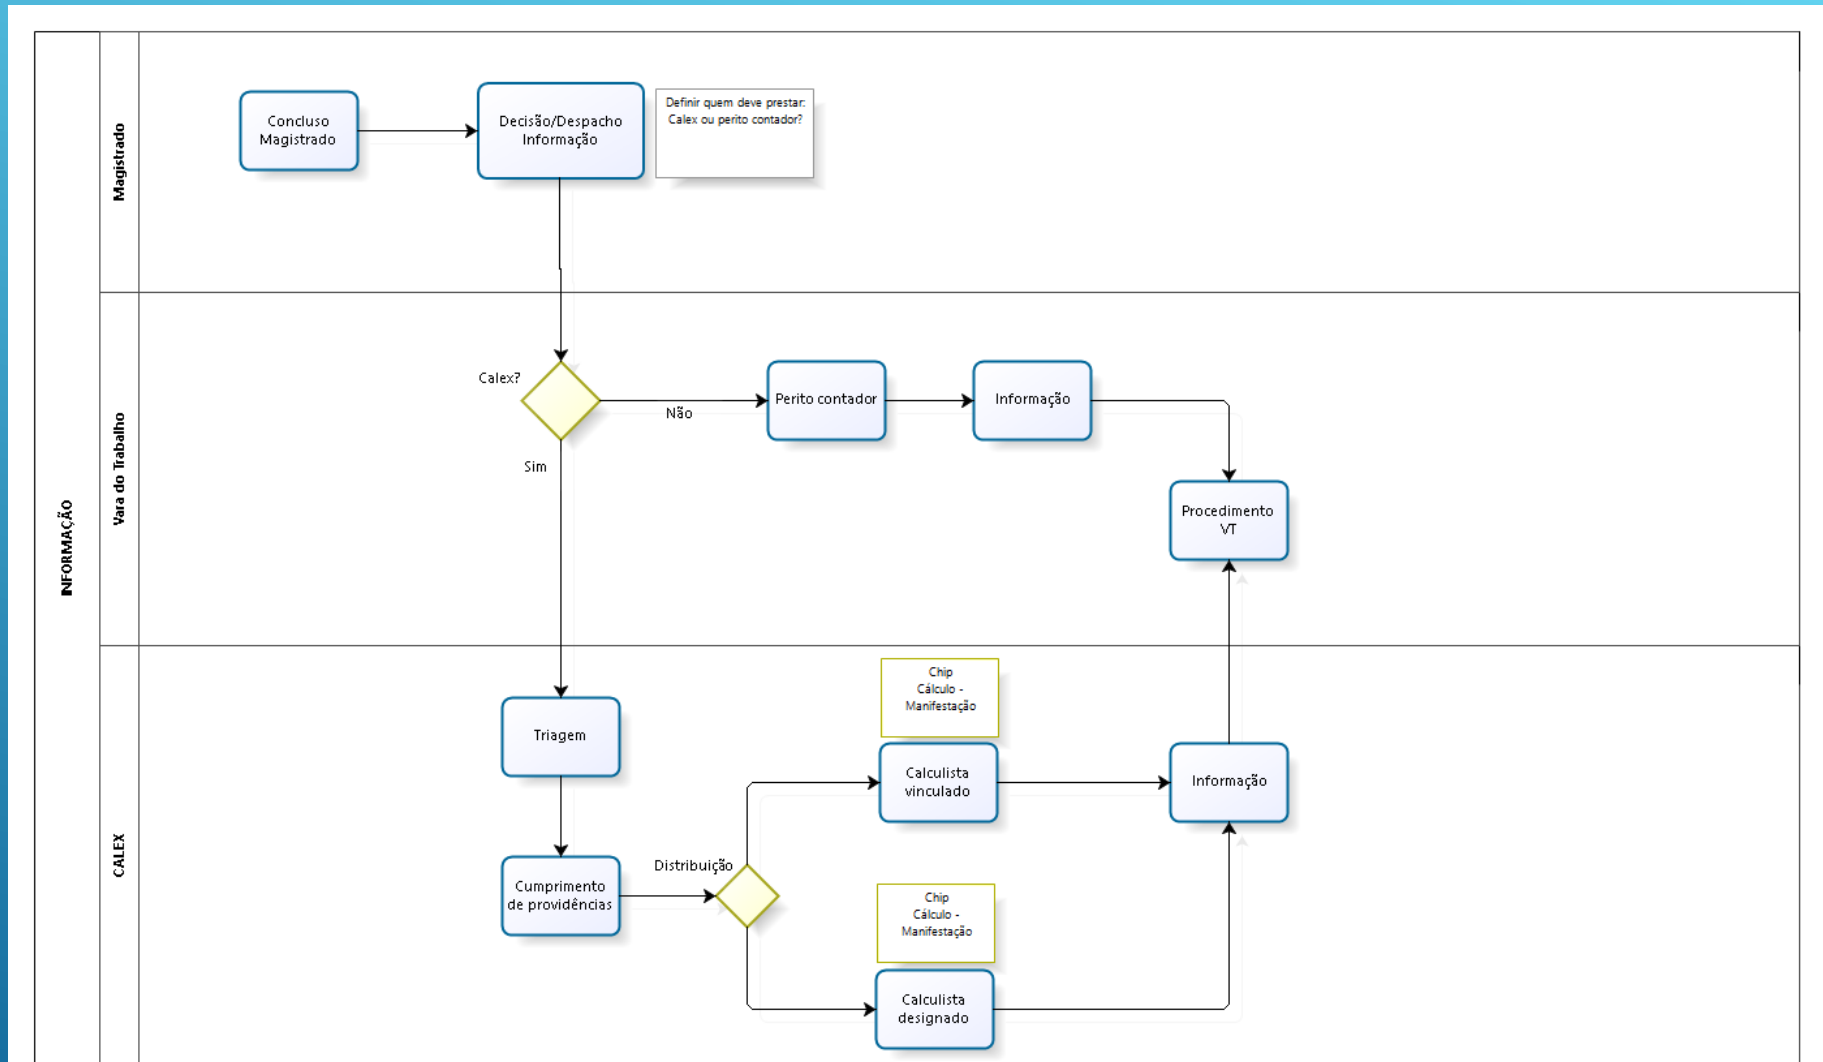 INFORMAÇÃO
Magistrado
Concluso
Magistrado
Decisão/Despacho
Informação
Definir quem deve prestar:
Calex ou perito contador?
Vara do Trabalho
Calex?
Não
Sim
Perito contador
Informação
Procedimento
VT
CALEX
Triagem
Cumprimento
de providências
Distribuição
Chip
Cálculo -
Manifestação
Calculista
vinculado
Informação
Chip
Cálculo -
Manifestação
Calculista
designado